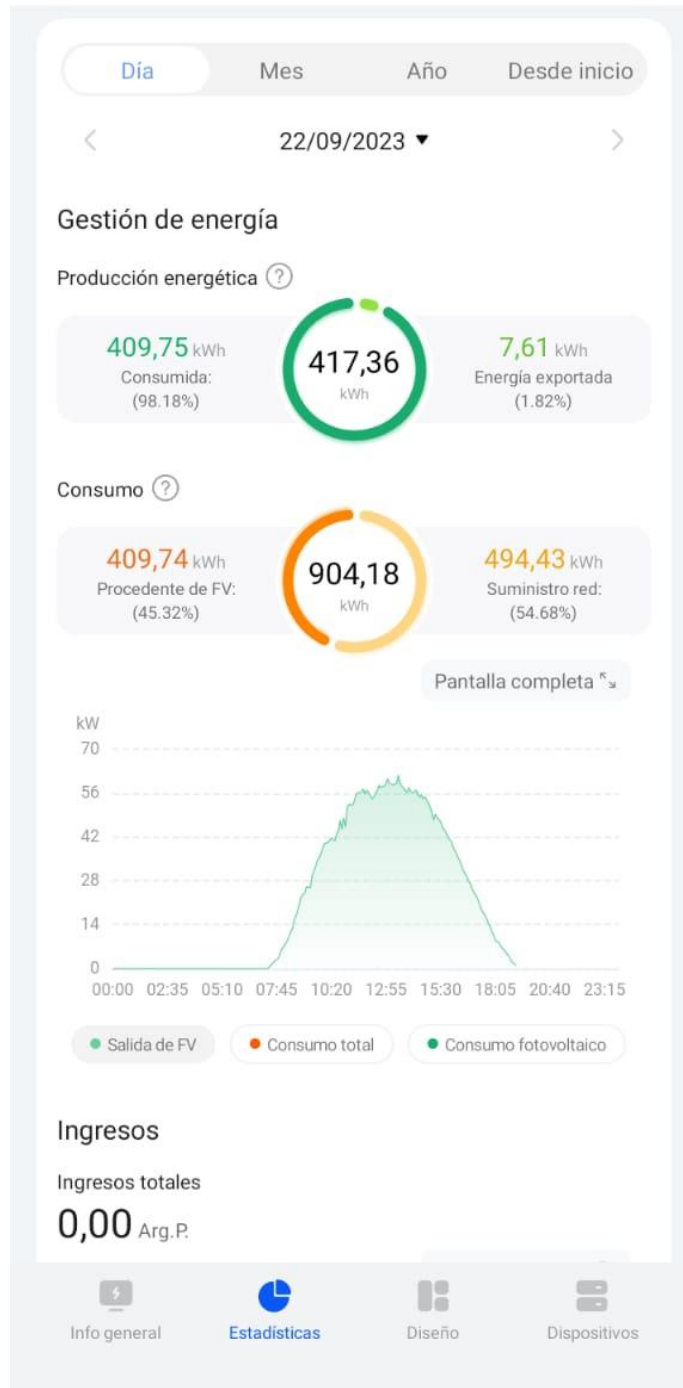 Día Mes Año Desde inicio
22/09/2023
Gestión de energía
Producción energética ?
409,75 kWh
Consumida:
(98.18%)
417,36
kWh
7,61 kWh
Energía exportada
(1.82%)
Consumo ?
409,74 kWh
Procedente de FV:
(45.32%)
904,18
kWh
494,43 kWh
Suministro red:
(54.68%)
Pantalla completa
kW
70
56
42
28
14
0
00:00 02:35 05:10 07:45 10:20 12:55 15:30 18:05 20:40 23:15
Salida de FV Consumo total Consumo fotovoltaico
Ingresos
Ingresos totales
0,00 Arg.P.
Info general Estadísticas Diseño Dispositivos